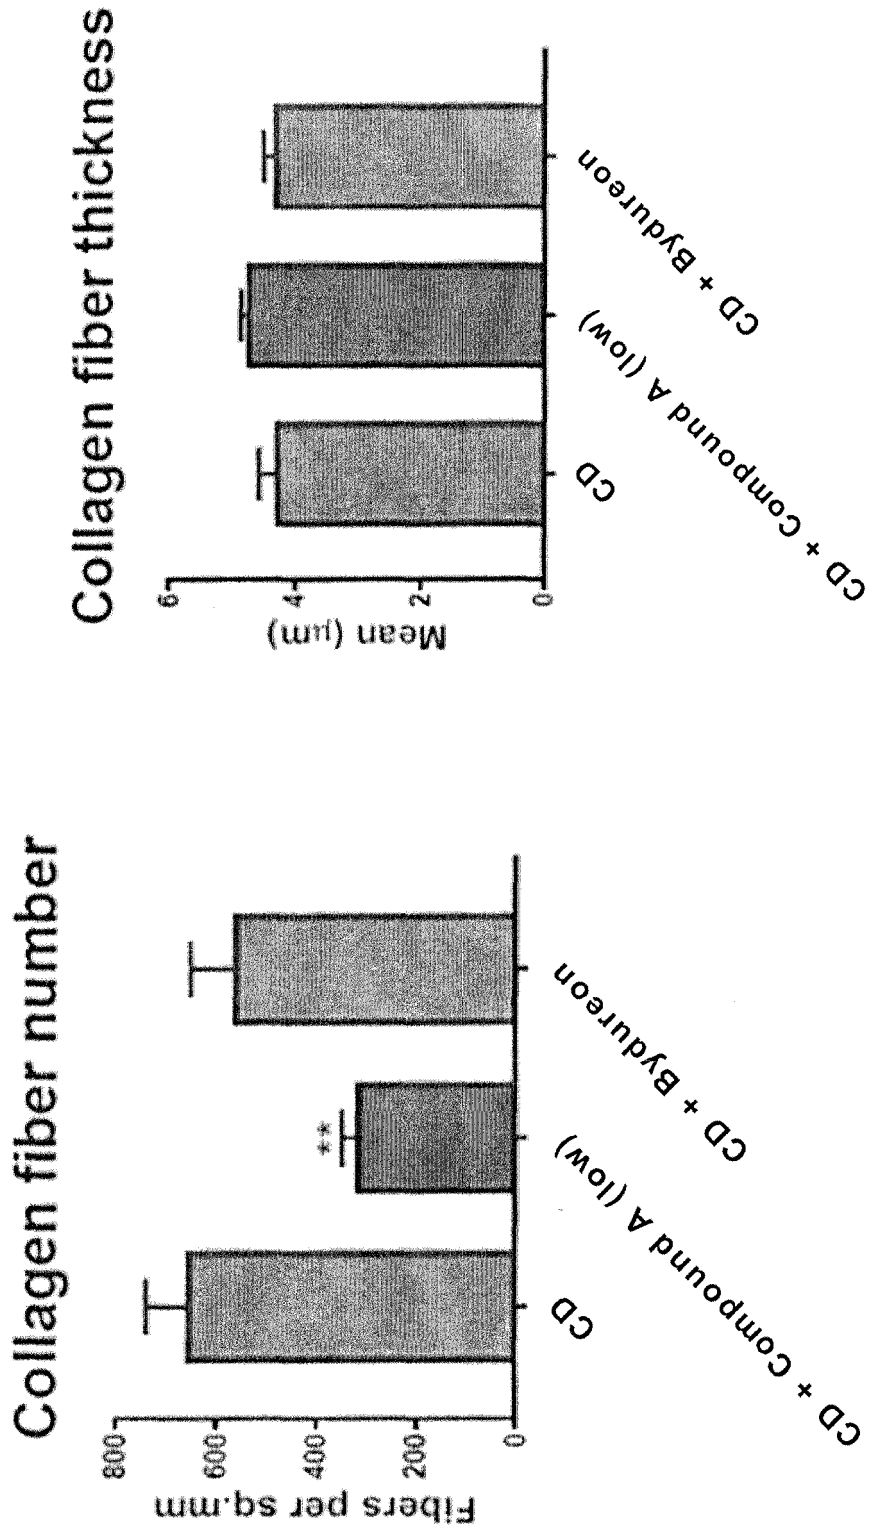 Collagen fiber number
Fibers per sq.mm
800
600
400
200
0
**
CD
CD + Compound A (low)
CD + Bydureon
Collagen fiber thickness
Mean (μm)
6
4
2
0
CD
CD + Compound A (low)
CD + Bydureon